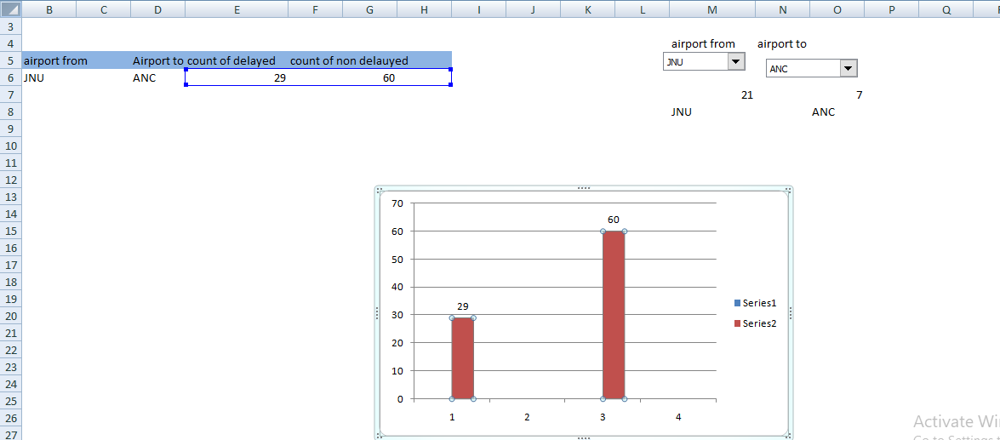 B C D E F G H I J K L M N O P Q
3
4 airport from airport to
5 airport from Airport to count of delayed count of non delauyed JNU ANC
6 JNU ANC 29 60
7 21 7
8 JNU ANC
9
10
11
12
13
14
15
16
17
18
19
20
21
22
23
24
25
26
27
70
60
50
40
30
20
10
0
29
60
1 2 3 4
Series1
Series2
Activate Wi
Go to Settings